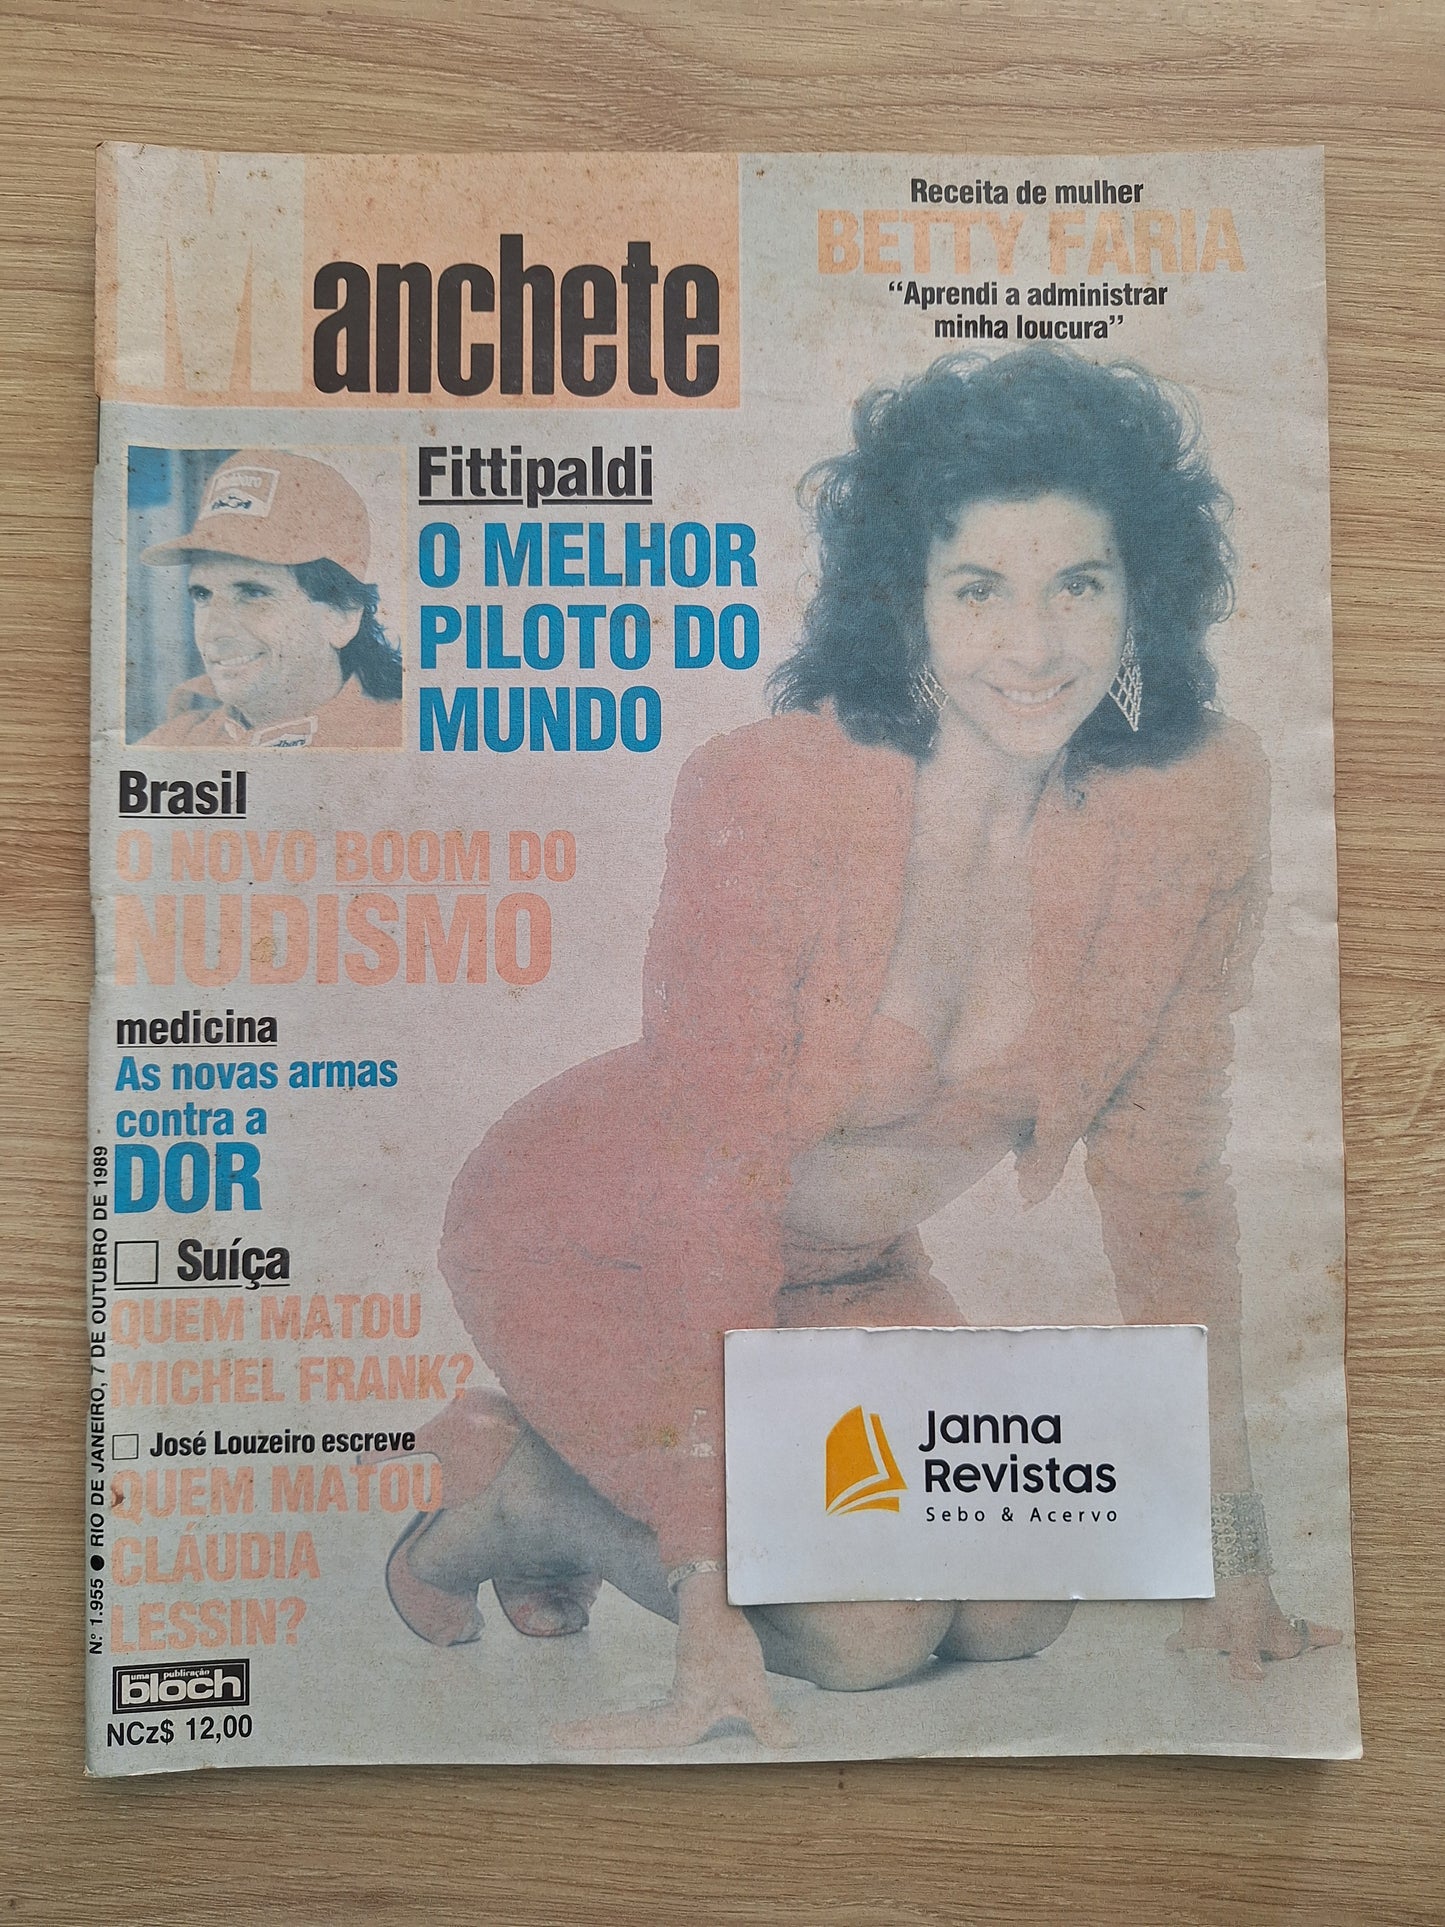 Manchete
Receita de mulher
BETTY FARIA
“Aprendi a administrar
minha loucura”
Fittipaldi
O MELHOR
PILOTO DO
MUNDO
Marlboro
Brasil
O NOVO BOOM DO
NUDISMO
medicina
As novas armas
contra a
DOR
Suíça
QUEM MATOU
MICHEL FRANK?
José Louzeiro escreve
QUEM MATOU
CLÁUDIA
LESSIN?
N.º 1.955 ● RIO DE JANEIRO, 7 DE OUTUBRO DE 1989
uma publicação
bloch
NCz$ 12,00
Janna
Revistas
Sebo & Acervo